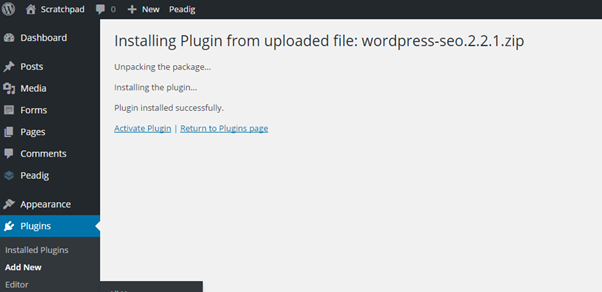 Scratchpad 0 New Peadig
Dashboard
Posts
Media
Forms
Pages
Comments
Peadig
Appearance
Plugins
Installed Plugins
Add New
Editor
Installing Plugin from uploaded file: wordpress-seo.2.2.1.zip
Unpacking the package...
Installing the plugin...
Plugin installed successfully.
Activate Plugin | Return to Plugins page